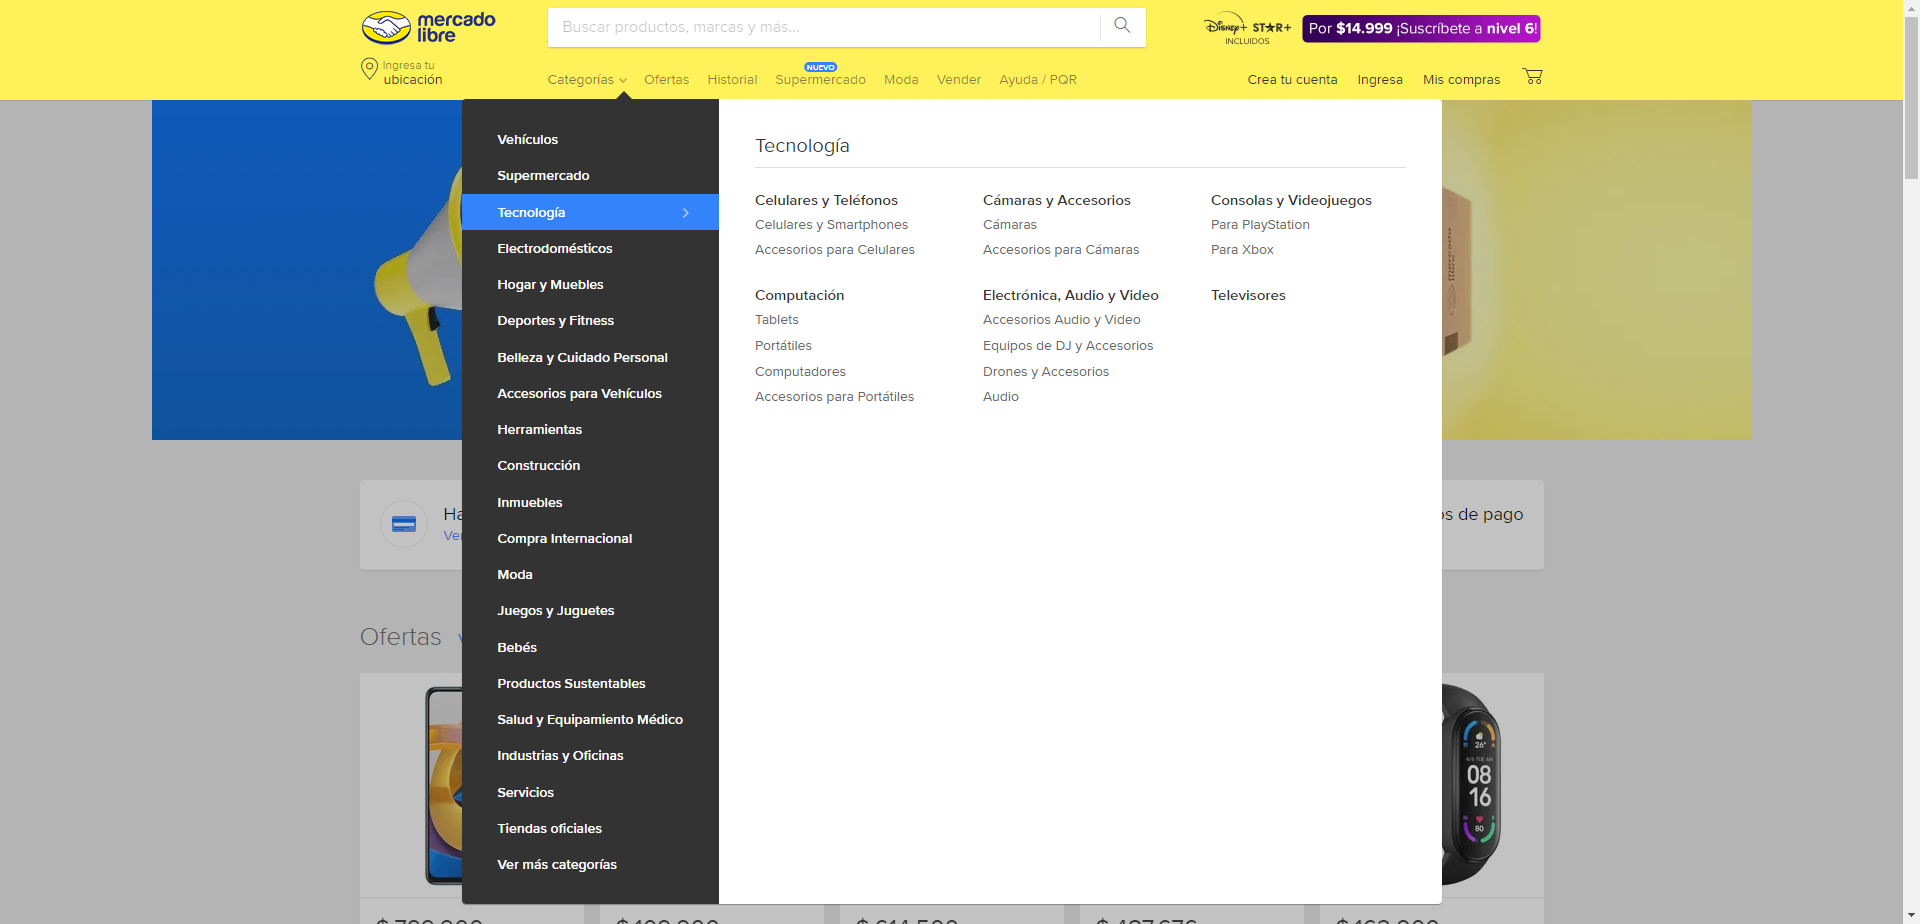 mercado
libre
Buscar productos, marcas y más...
Disney+ STAR+
INCLUIDOS
Por $14.999 ¡Suscríbete a nivel 6!
Ingresa tu
ubicación
Categorías
Ofertas
Historial
NUEVO
Supermercado
Moda
Vender
Ayuda / PQR
Crea tu cuenta
Ingresa
Mis compras
Vehículos
Supermercado
Tecnología
Electrodomésticos
Hogar y Muebles
Deportes y Fitness
Belleza y Cuidado Personal
Accesorios para Vehículos
Herramientas
Construcción
Inmuebles
Compra Internacional
Moda
Juegos y Juguetes
Bebés
Productos Sustentables
Salud y Equipamiento Médico
Industrias y Oficinas
Servicios
Tiendas oficiales
Ver más categorías
Tecnología
Celulares y Teléfonos
Celulares y Smartphones
Accesorios para Celulares
Cámaras y Accesorios
Cámaras
Accesorios para Cámaras
Consolas y Videojuegos
Para PlayStation
Para Xbox
Computación
Tablets
Portátiles
Computadores
Accesorios para Portátiles
Electrónica, Audio y Video
Accesorios Audio y Video
Equipos de DJ y Accesorios
Drones y Accesorios
Audio
Televisores
mercado
libre
de pago
Ofertas
26°
08
16
80